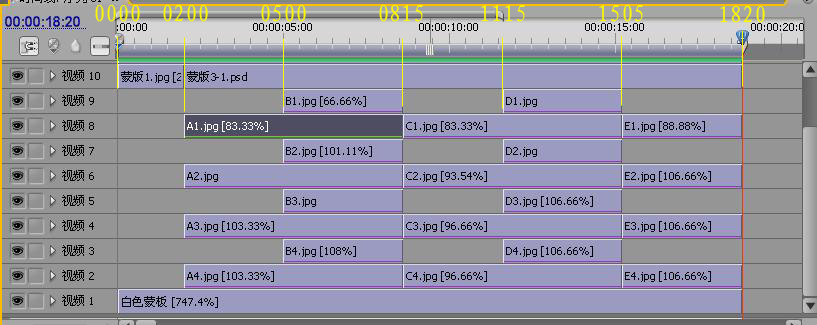 0000 0200 0500 0815 1115 1505 1820
00:00:18:20
:00:00 00:00:05:00 00:00:10:00 00:00:15:00 00:00:20:0
视频 10 蒙版1.jpg [2 蒙版3-1.psd
视频 9 B1.jpg [66.66%] D1.jpg
视频 8 A1.jpg [83.33%] C1.jpg [83.33%] E1.jpg [88.88%]
视频 7 B2.jpg [101.11%] D2.jpg
视频 6 A2.jpg C2.jpg [93.54%] E2.jpg [106.66%]
视频 5 B3.jpg D3.jpg [106.66%]
视频 4 A3.jpg [103.33%] C3.jpg [96.66%] E3.jpg [106.66%]
视频 3 B4.jpg [108%] D4.jpg [106.66%]
视频 2 A4.jpg [103.33%] C4.jpg [96.66%] E4.jpg [106.66%]
视频 1 白色蒙板 [747.4%]